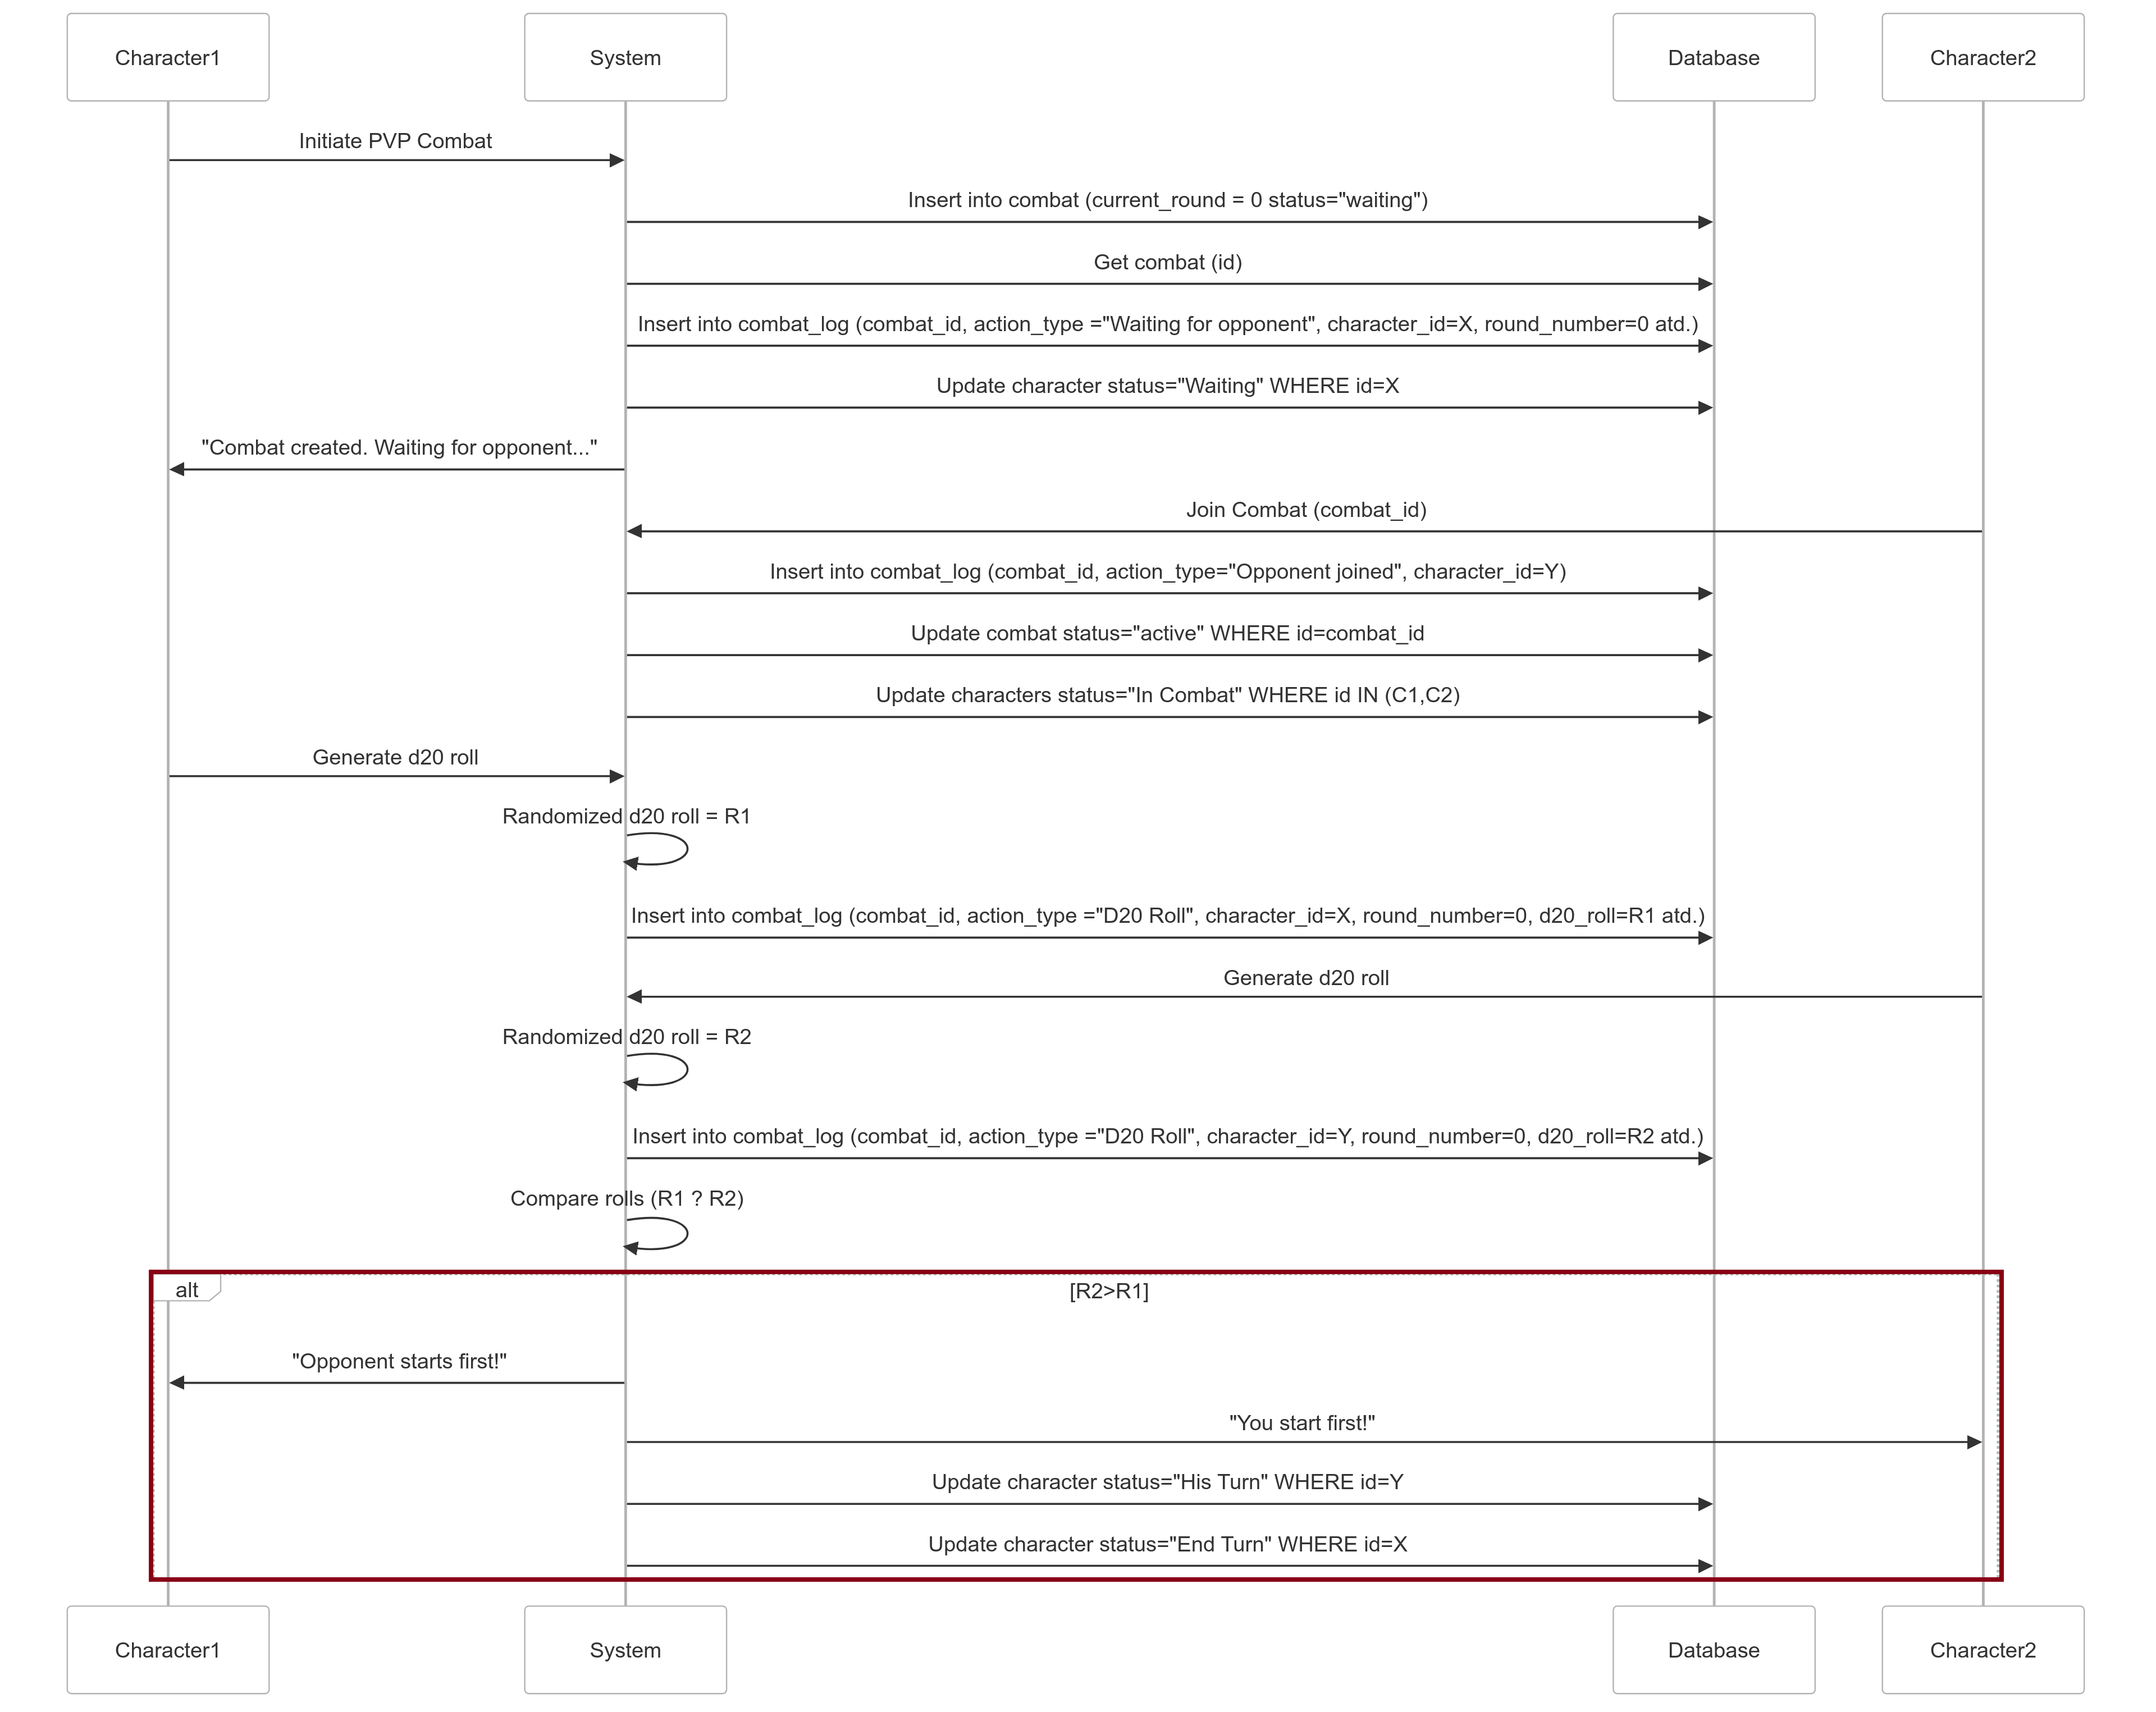 Character1
System
Database
Character2
Initiate PVP Combat
Insert into combat (current_round = 0 status="waiting")
Get combat (id)
Insert into combat_log (combat_id, action_type ="Waiting for opponent", character_id=X, round_number=0 atd.)
Update character status="Waiting" WHERE id=X
"Combat created. Waiting for opponent..."
Join Combat (combat_id)
Insert into combat_log (combat_id, action_type="Opponent joined", character_id=Y)
Update combat status="active" WHERE id=combat_id
Update characters status="In Combat" WHERE id IN (C1,C2)
Generate d20 roll
Randomized d20 roll = R1
Insert into combat_log (combat_id, action_type ="D20 Roll", character_id=X, round_number=0, d20_roll=R1 atd.)
Generate d20 roll
Randomized d20 roll = R2
Insert into combat_log (combat_id, action_type ="D20 Roll", character_id=Y, round_number=0, d20_roll=R2 atd.)
Compare rolls (R1 ? R2)
alt
[R2>R1]
"Opponent starts first!"
"You start first!"
Update character status="His Turn" WHERE id=Y
Update character status="End Turn" WHERE id=X
Character1
System
Database
Character2